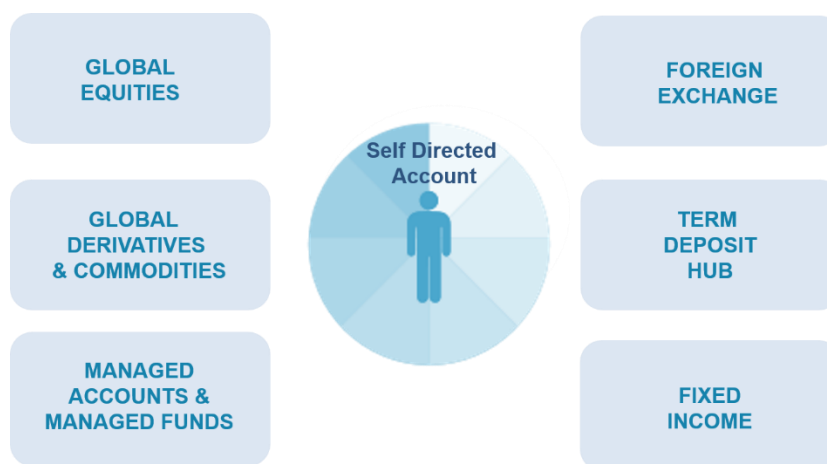 GLOBAL
EQUITIES
GLOBAL
DERIVATIVES
& COMMODITIES
MANAGED
ACCOUNTS &
MANAGED FUNDS
Self Directed
Account
FOREIGN
EXCHANGE
TERM
DEPOSIT
HUB
FIXED
INCOME